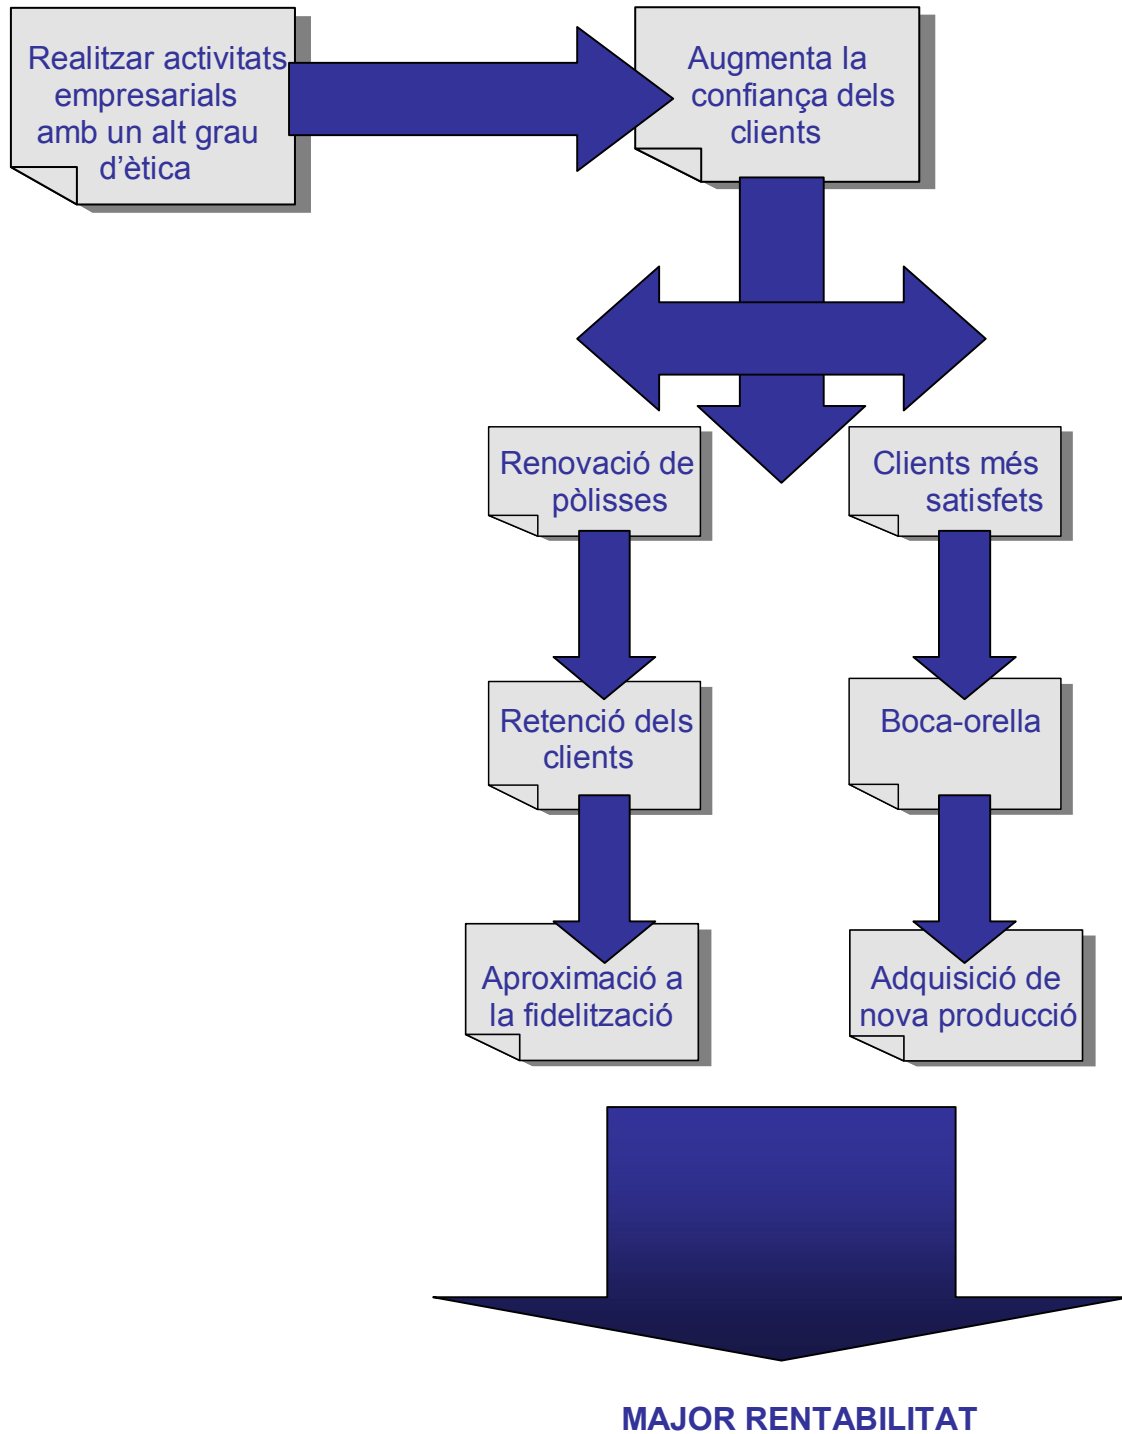 Realitzar activitats
empresarials
amb un alt grau
d'ètica
Augmenta la
confiança dels
clients
Renovació de
pòlisses
Clients més
satisfets
Retenció dels
clients
Boca-orella
Aproximació a
la fidelització
Adquisició de
nova producció
MAJOR RENTABILITAT